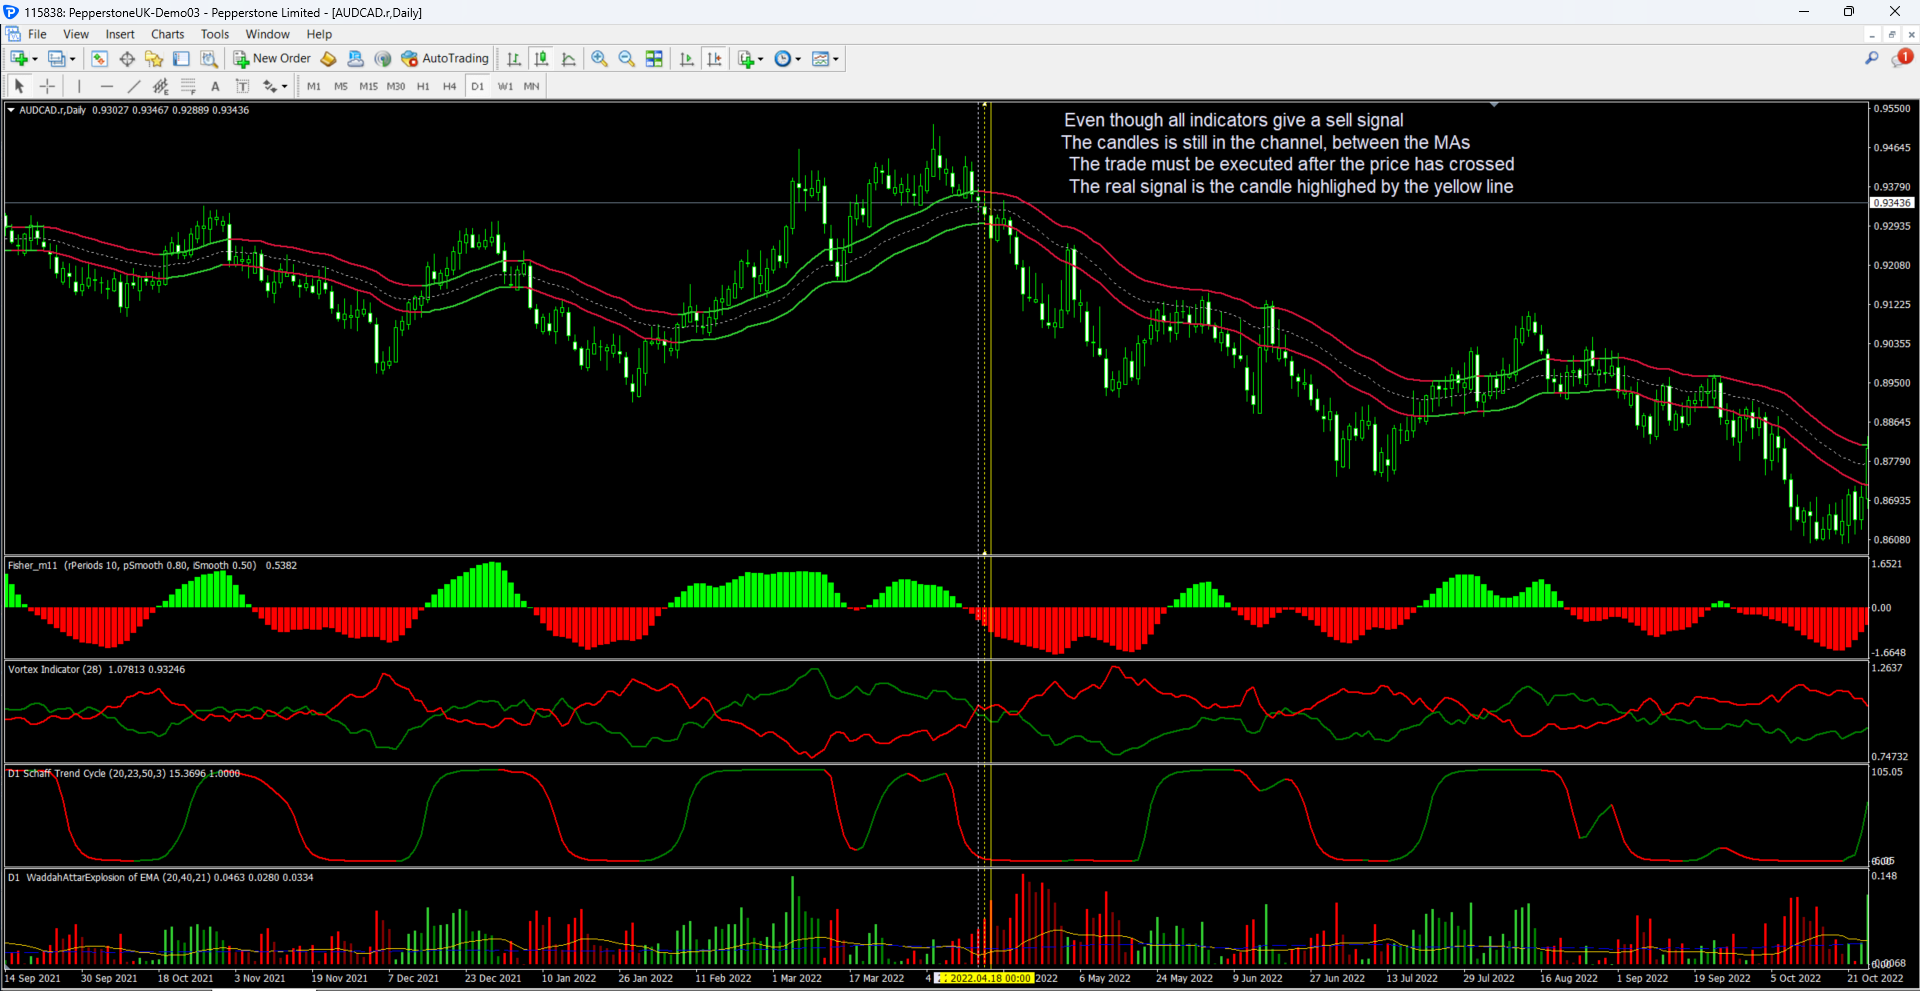 115838: PepperstoneUK-Demo03 - Pepperstone Limited - [AUDCAD.r,Daily]
File View Insert Charts Tools Window Help
New Order AutoTrading
A T M1 M5 M15 M30 H1 H4 D1 W1 MN
1
AUDCAD.r,Daily 0.93027 0.93467 0.92889 0.93436
Even though all indicators give a sell signal
The candles is still in the channel, between the MAs
The trade must be executed after the price has crossed
The real signal is the candle highlighed by the yellow line
0.95500
0.94645
0.93790
0.93436
0.92935
0.92080
0.91225
0.90355
0.89500
0.88645
0.87790
0.86935
0.86080
Fisher_m11 (rPeriods 10, pSmooth 0.80, iSmooth 0.50) 0.5382
1.6521
0.00
-1.6648
Vortex Indicator (28) 1.07813 0.93246
1.2637
0.74732
D1 Schaff Trend Cycle (20,23,50,3) 15.3696 1.0000
105.05
D1 WaddahAttarExplosion of EMA (20,40,21) 0.0463 0.0280 0.0334
0.148
14 Sep 2021 30 Sep 2021 18 Oct 2021 3 Nov 2021 19 Nov 2021 7 Dec 2021 23 Dec 2021 10 Jan 2022 26 Jan 2022 11 Feb 2022 1 Mar 2022 17 Mar 2022 4 2022.04.18 00:00 2022 6 May 2022 24 May 2022 9 Jun 2022 27 Jun 2022 13 Jul 2022 29 Jul 2022 16 Aug 2022 1 Sep 2022 19 Sep 2022 5 Oct 2022 21 Oct 2022